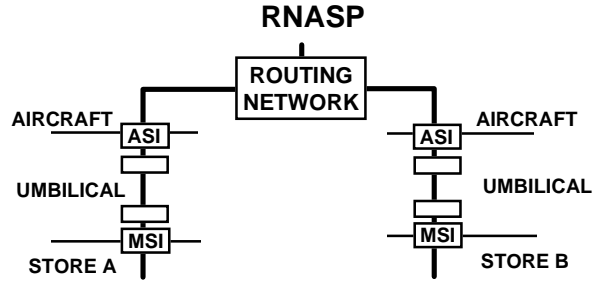 RNASP
ROUTING
NETWORK
AIRCRAFT ASI ASI AIRCRAFT
UMBILICAL UMBILICAL
MSI MSI
STORE A STORE B